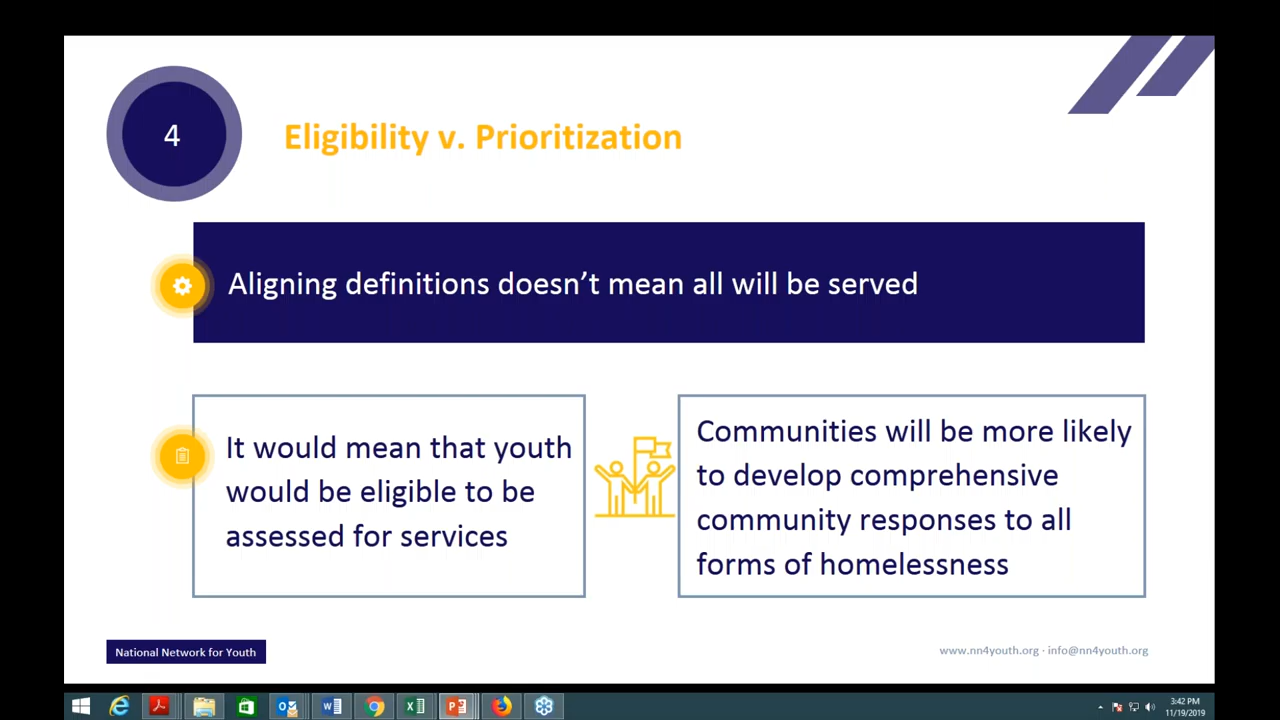 4
Eligibility v. Prioritization
Aligning definitions doesn’t mean all will be served
It would mean that youth
would be eligible to be
assessed for services
Communities will be more likely
to develop comprehensive
community responses to all
forms of homelessness
National Network for Youth
www.nn4youth.org · info@nn4youth.org
3:42 PM
11/19/2019